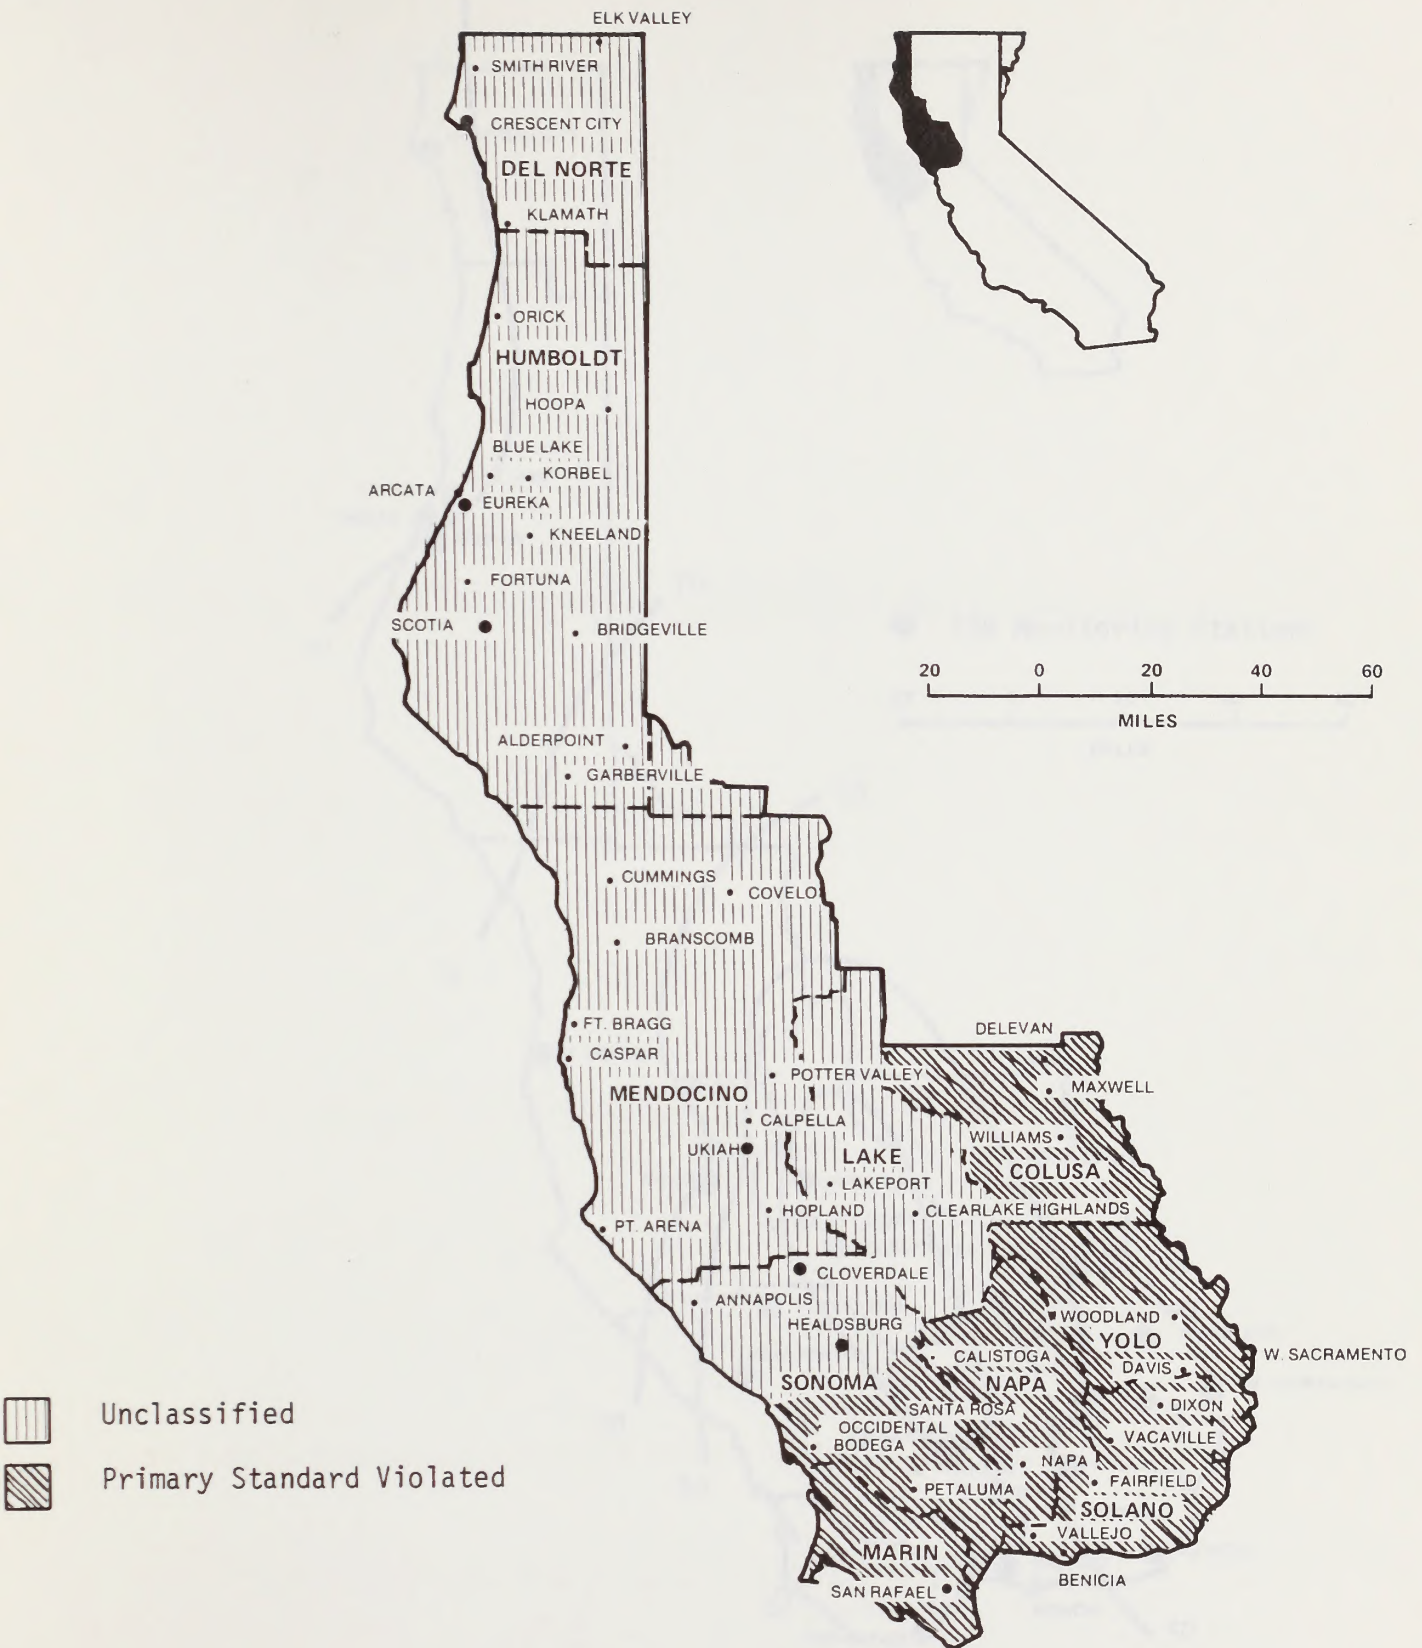 ELK VALLEY
SMITH RIVER
CRESCENT CITY
DEL NORTE
KLAMATH
ORICK
HUMBOLDT
HOOPA
BLUE LAKE
KORBEL
ARCATA
EUREKA
KNEELAND
FORTUNA
SCOTIA
BRIDGEVILLE
20 0 20 40 60
MILES
ALDERPOINT
GARBERVILLE
CUMMINGS
COVELO
BRANSCOMB
FT. BRAGG
DELEVAN
CASPAR
POTTER VALLEY
MAXWELL
MENDOCINO
CALPELLA
WILLIAMS
UKIAH
LAKE
COLUSA
LAKEPORT
HOPLAND
CLEARLAKE HIGHLANDS
PT. ARENA
CLOVERDALE
ANNAPOLIS
HEALDSBURG
WOODLAND
YOLO
CALISTOGA
W. SACRAMENTO
DAVIS
SONOMA
NAPA
SANTA ROSA
DIXON
OCCIDENTAL
BODEGA
VACAVILLE
NAPA
PETALUMA
FAIRFIELD
SOLANO
VALLEJO
MARIN
BENICIA
SAN RAFAEL
Unclassified
Primary Standard Violated